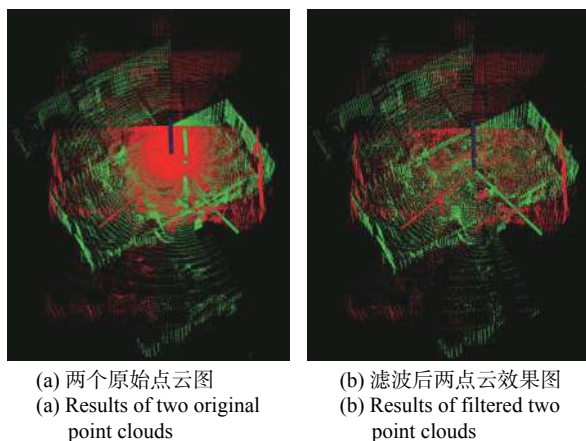 (a) 两个原始点云图
(a) Results of two original
point clouds
(b) 滤波后两点云效果图
(b) Results of filtered two
point clouds